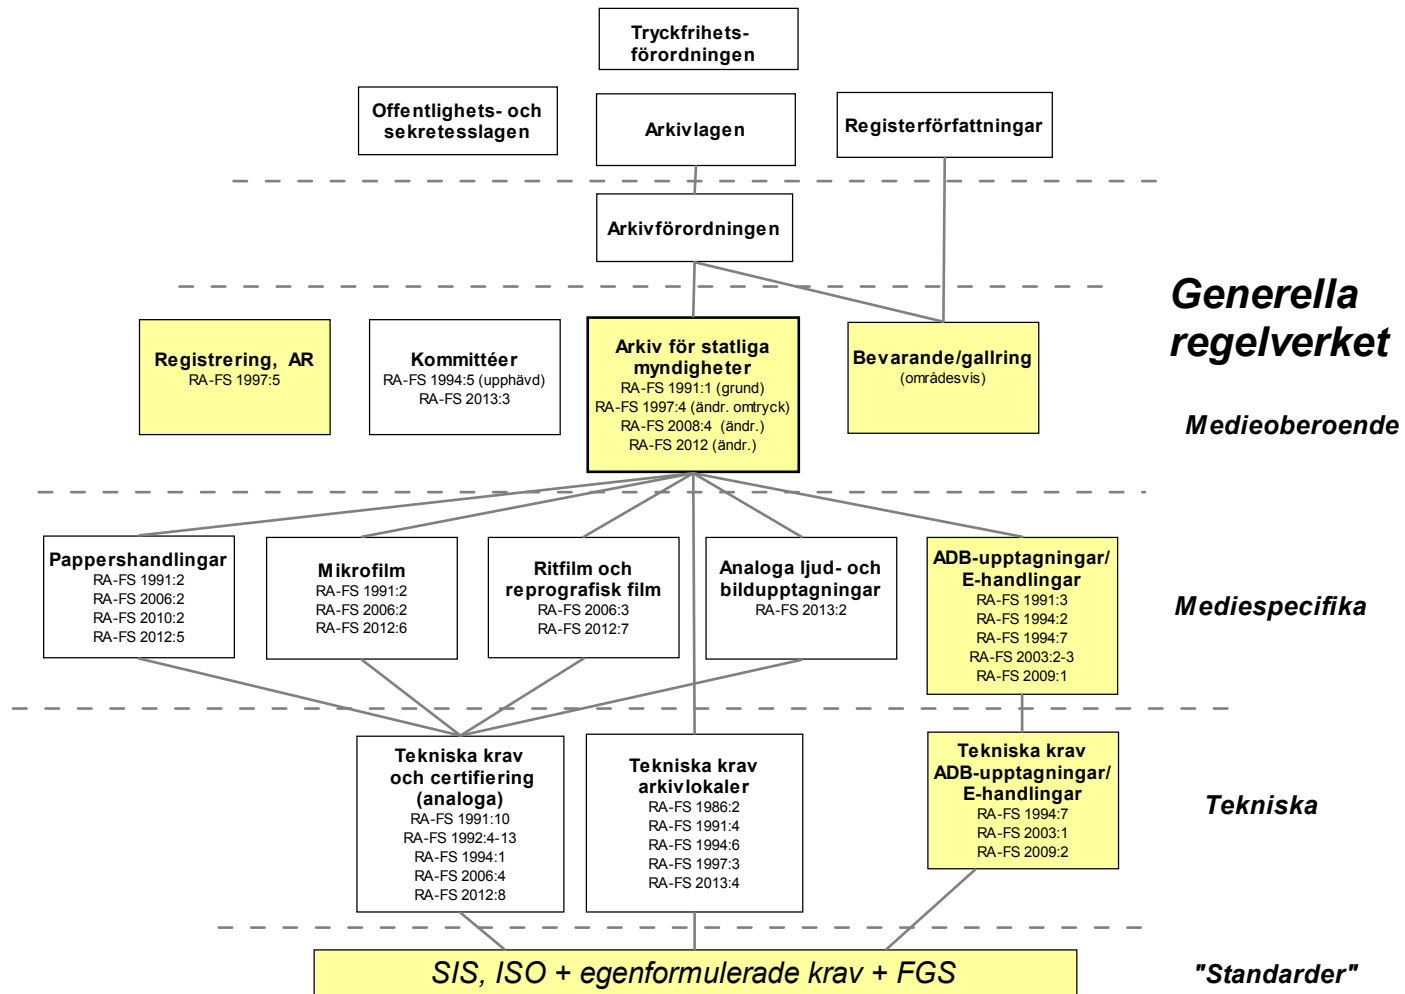 Tryckfrihets-
förordningen
Offentlighets- och
sekretesslagen
Arkivlagen
Registerförfattningar
Arkivförordningen
Generella
regelverket
Registrering, AR
RA-FS 1997:5
Kommittéer
RA-FS 1994:5 (upphävd)
RA-FS 2013:3
Arkiv för statliga
myndigheter
RA-FS 1991:1 (grund)
RA-FS 1997:4 (ändr. omtryck)
RA-FS 2008:4 (ändr.)
RA-FS 2012 (ändr.)
Bevarande/gallring
(områdesvis)
Medieoberoende
Pappershandlingar
RA-FS 1991:2
RA-FS 2006:2
RA-FS 2010:2
RA-FS 2012:5
Mikrofilm
RA-FS 1991:2
RA-FS 2006:2
RA-FS 2012:6
Ritfilm och
reprografisk film
RA-FS 2006:3
RA-FS 2012:7
Analoga ljud- och
bildupptagningar
RA-FS 2013:2
ADB-upptagningar/
E-handlingar
RA-FS 1991:3
RA-FS 1994:2
RA-FS 1994:7
RA-FS 2003:2-3
RA-FS 2009:1
Mediespecifika
Tekniska krav
och certifiering
(analoga)
RA-FS 1991:10
RA-FS 1992:4-13
RA-FS 1994:1
RA-FS 2006:4
RA-FS 2012:8
Tekniska krav
arkivlokaler
RA-FS 1986:2
RA-FS 1991:4
RA-FS 1994:6
RA-FS 1997:3
RA-FS 2013:4
Tekniska krav
ADB-upptagningar/
E-handlingar
RA-FS 1994:7
RA-FS 2003:1
RA-FS 2009:2
Tekniska
SIS, ISO + egenformulerade krav + FGS
"Standarder"